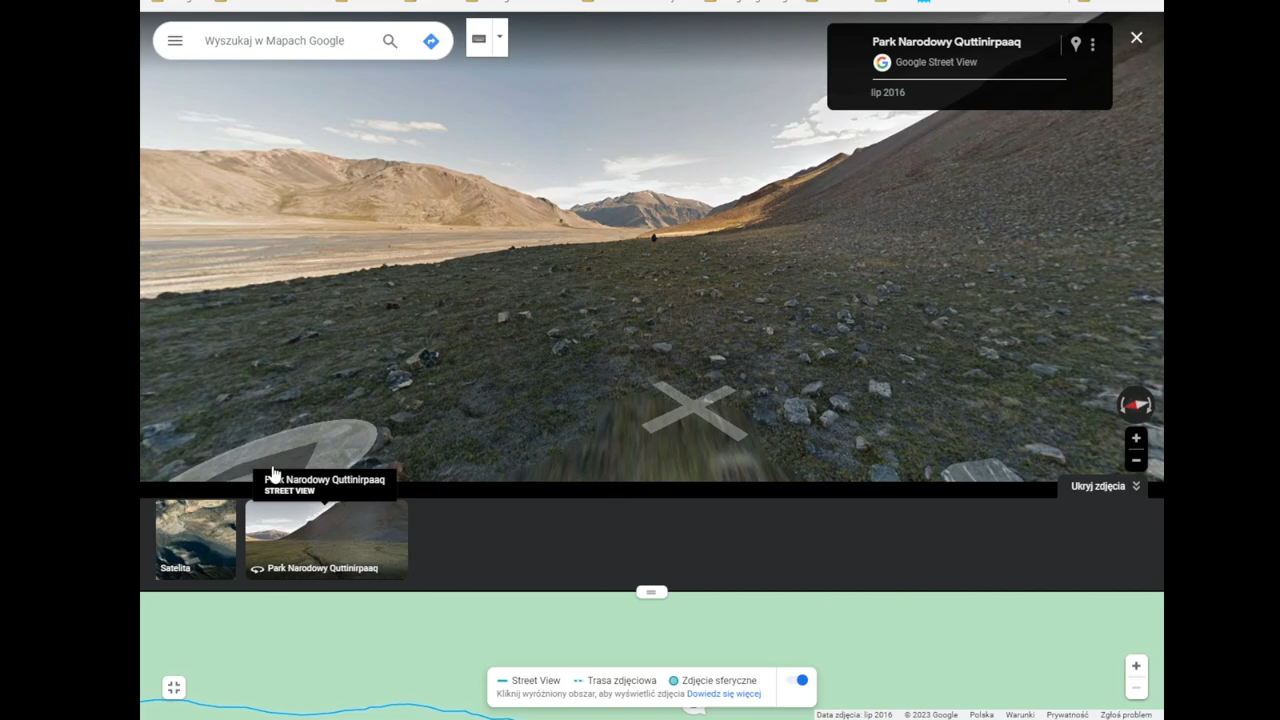 Wyszukaj w Mapach Google
Park Narodowy Quttinirpaaq
Google Street View
lip 2016
Narodowy Quttinirpaaq
STREET VIEW
Ukryj zdjęcia
Satelita
Park Narodowy Quttinirpaaq
Street View
Trasa zdjęciowa
Zdjęcie sferyczne
Kliknij wyróżniony obszar, aby wyświetlić zdjęcia Dowiedz się więcej
Data zdjęcia: lip 2016 © 2023 Google Polska Warunki Prywatność Zgłoś problem